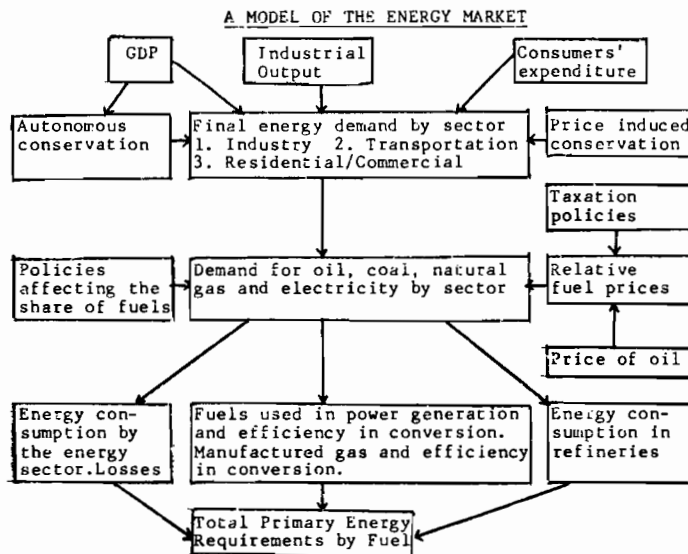 A MODEL OF THE ENERGY MARKET
GDP
Industrial
Output
Consumers'
expenditure
Autonomous
conservation
Final energy demand by sector
1. Industry 2. Transportation
3. Residential/Commercial
Price induced
conservation
Taxation
policies
Policies
affecting the
share of fuels
Demand for oil, coal, natural
gas and electricity by sector
Relative
fuel prices
Price of oil
Energy con-
sumption by
the energy
sector.Losses
Fuels used in power generation
and efficiency in conversion.
Manufactured gas and efficiency
in conversion.
Energy con-
sumption in
refineries
Total Primary Energy
Requirements by Fuel